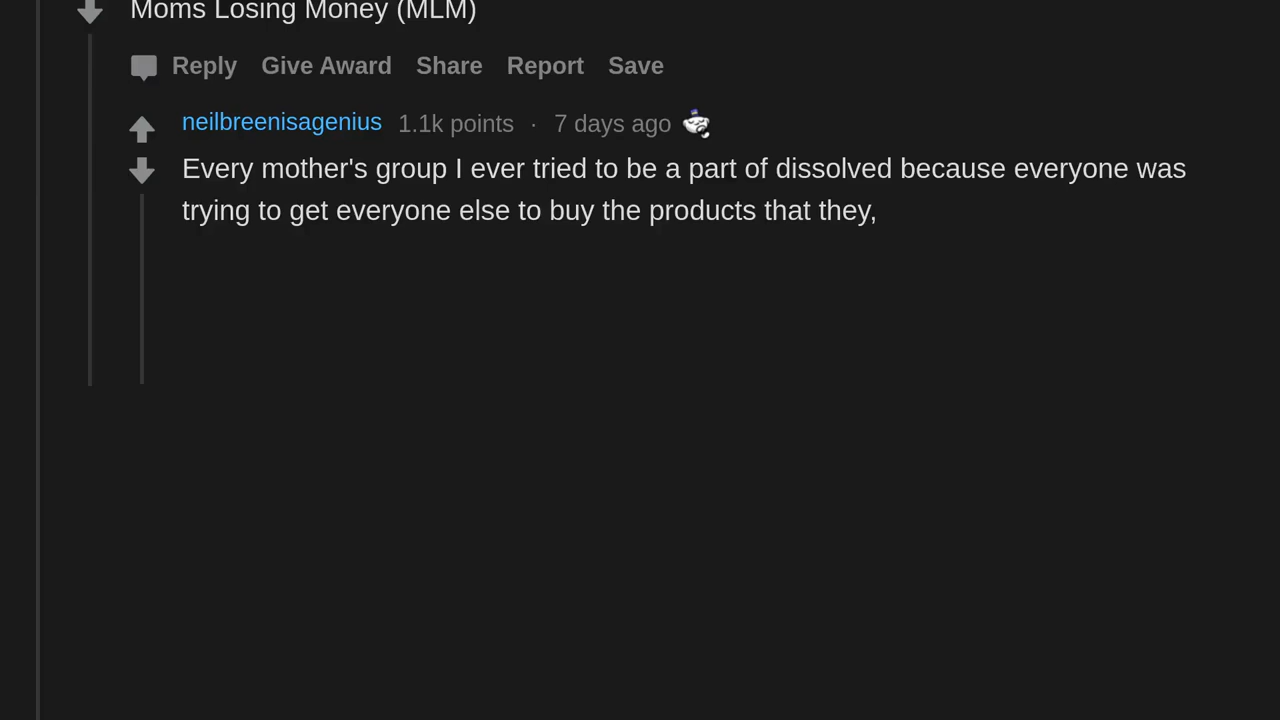 Moms Losing Money (MLM)
Reply Give Award Share Report Save
neilbreenisagenius 1.1k points · 7 days ago
Every mother's group I ever tried to be a part of dissolved because everyone was
trying to get everyone else to buy the products that they,